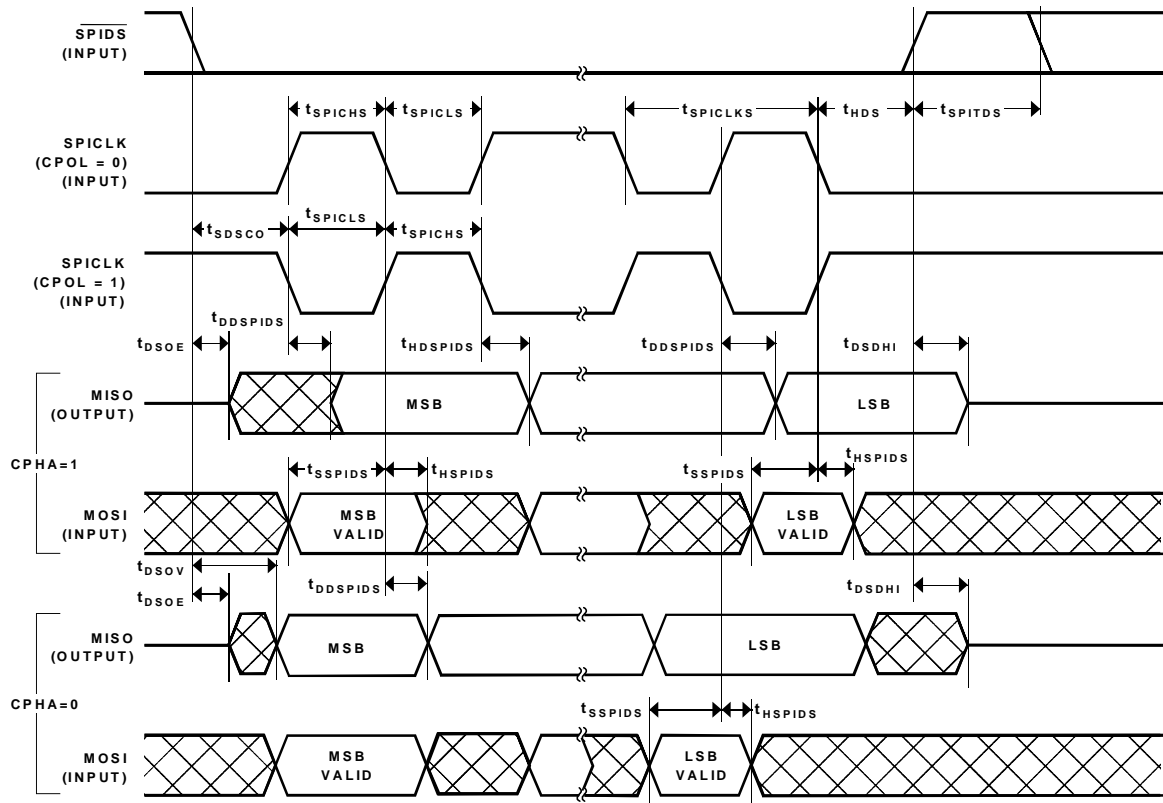 SPIDS
(INPUT)
tSPICHS tSPICLS tSPICLKS tHDS tSPITDS
SPICLK
(CPOL = 0)
(INPUT)
tSDSCO tSPICLS tSPICHS
SPICLK
(CPOL = 1)
(INPUT)
tDSOE tDDSPIDS tHDSPIDS tDDSPIDS tDSDHI
MISO
(OUTPUT)
MSB LSB
CPHA=1
tSSPIDS tHSPIDS tSSPIDS tHSPIDS
MOSI
(INPUT)
MSB
VALID
LSB
VALID
tDSOV
tDSOE tDDSPIDS tDSDHI
MISO
(OUTPUT)
MSB LSB
CPHA=0
tSSPIDS tHSPIDS
MOSI
(INPUT)
MSB
VALID
LSB
VALID